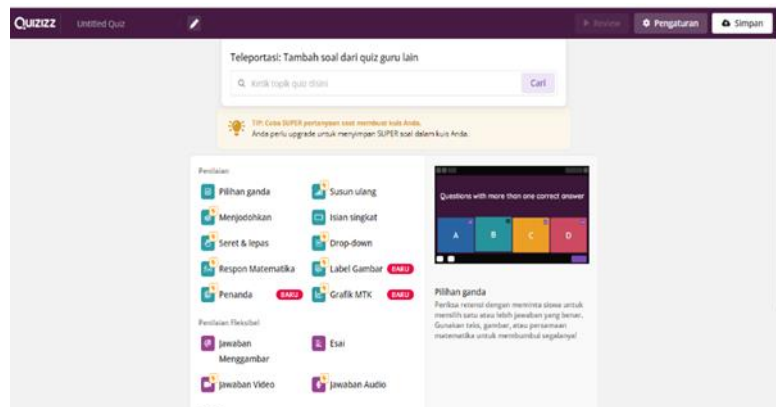 QUIZIZZ
Untitled Quiz
Review
Pengaturan
Simpan
Teleportasi: Tambah soal dari quiz guru lain
Ketik topik quiz disini
Cari
TIP: Coba SUPER pertanyaan saat membuat kuis Anda.
Anda perlu upgrade untuk menyimpan SUPER soal dalam kuis Anda.
Penilaian
Pilihan ganda
Susun ulang
Menjodohkan
Isian singkat
Seret & lepas
Drop-down
Respon Matematika
Label Gambar BARU
Penanda BARU
Grafik MTK BARU
Penilaian fleksibel
Jawaban
Menggambar
Esai
Jawaban Video
Jawaban Audio
Questions with more than one correct answer
A B C D
Pilihan ganda
Periksa retensi dengan meminta siswa untuk
memilih satu atau lebih jawaban yang benar.
Gunakan teks, gambar, atau persamaan
matematika untuk membumbui segalanya!